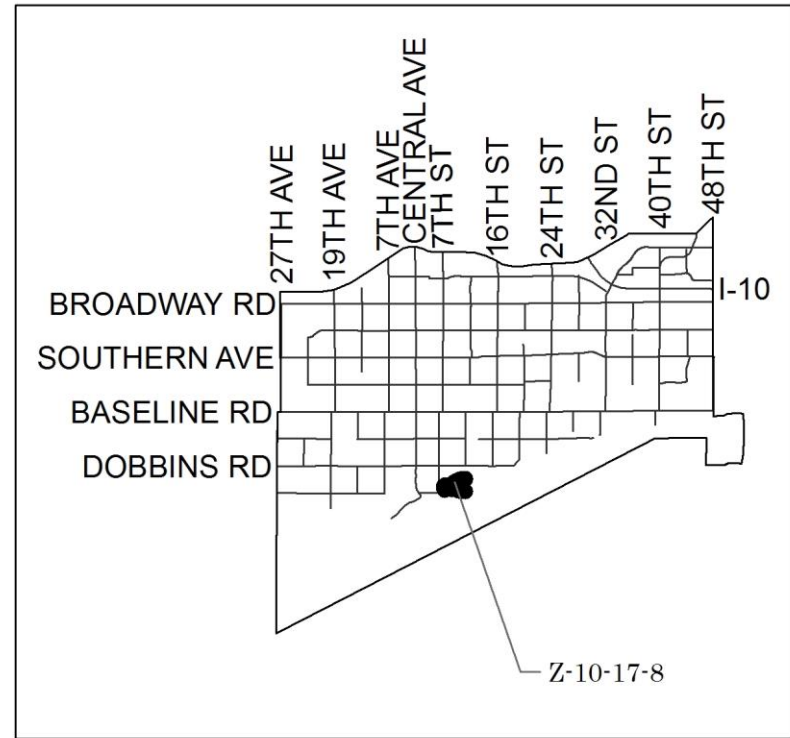 27TH AVE
19TH AVE
7TH AVE
CENTRAL AVE
7TH ST
16TH ST
24TH ST
32ND ST
40TH ST
48TH ST
I-10
BROADWAY RD
SOUTHERN AVE
BASELINE RD
DOBBINS RD
Z-10-17-8